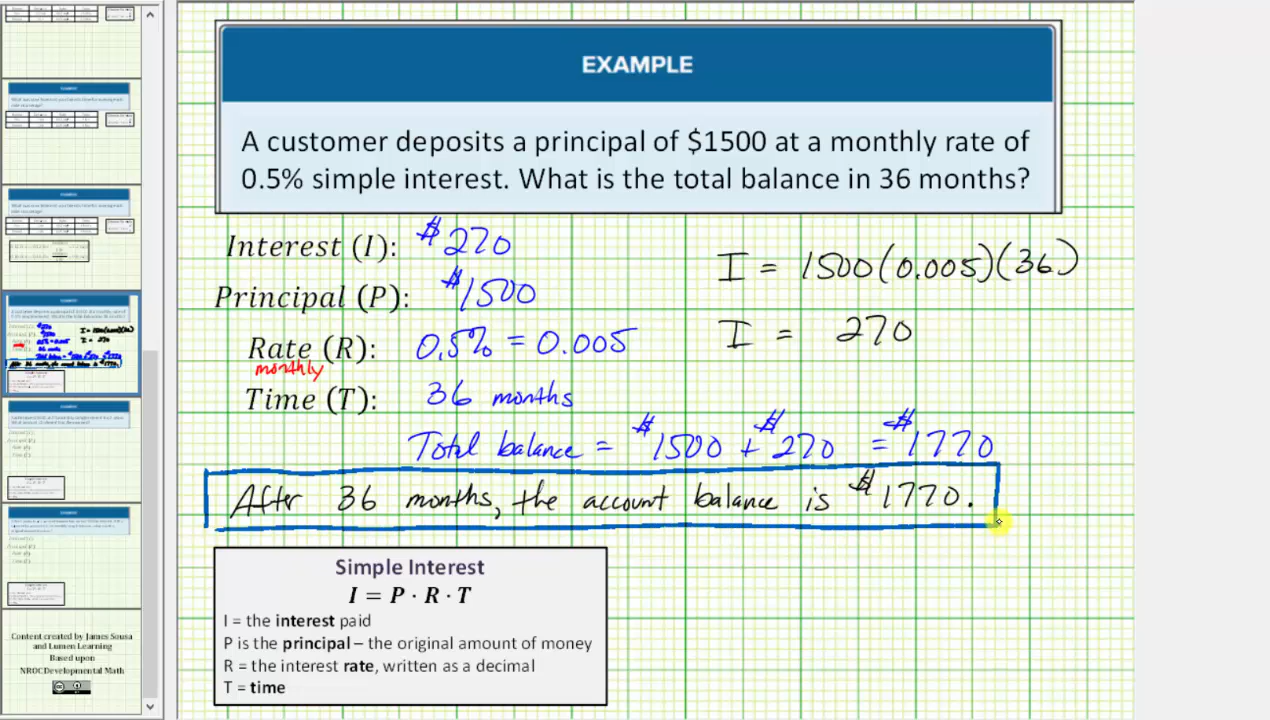 EXAMPLE
A customer deposits a principal of $1500 at a monthly rate of
0.5% simple interest. What is the total balance in 36 months?
Interest (I): $270
I = 1500(0.005)(36)
Principal (P): $1500
I = 270
Rate (R): 0.5% = 0.005
monthly
Time (T): 36 months
Total balance = $1500 + $270 = $1770
After 36 months, the account balance is $1770.
Simple Interest
I = P · R · T
I = the interest paid
P is the principal – the original amount of money
R = the interest rate, written as a decimal
T = time
Content created by James Sousa
and Lumen Learning
Based upon
NROCDevelopmental Math